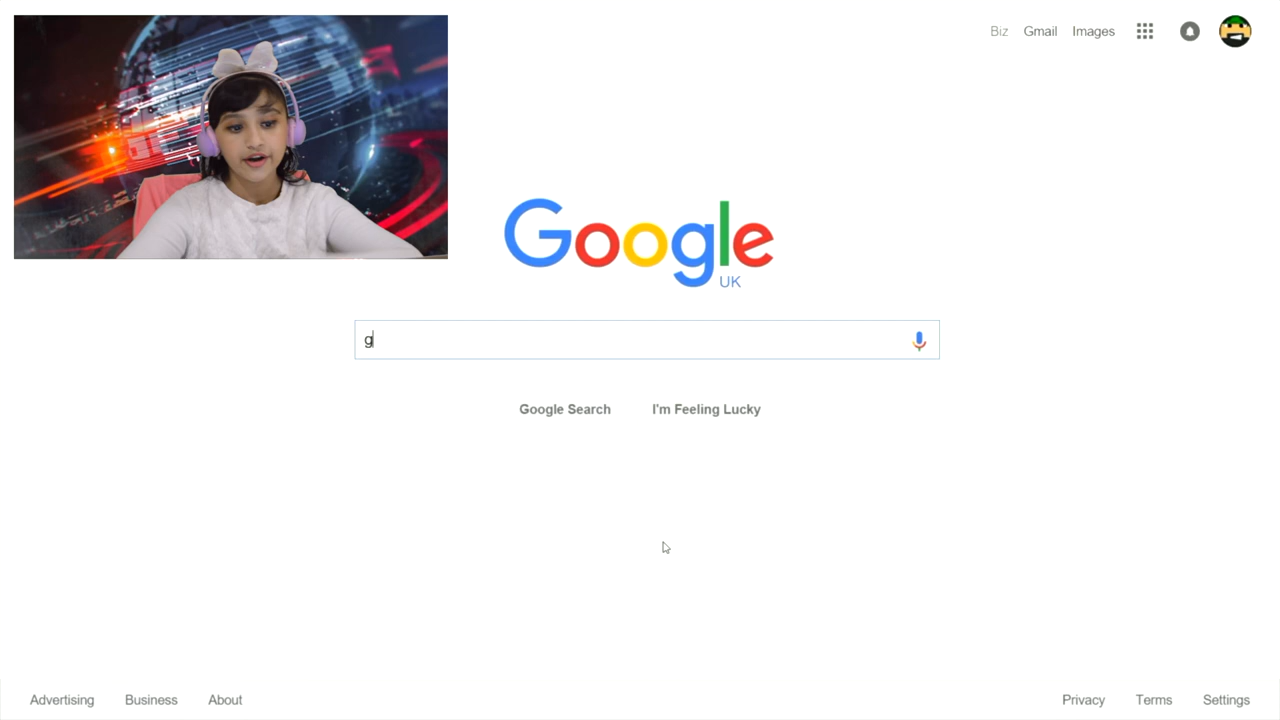 Biz Gmail Images
Google
UK
g
Google Search I'm Feeling Lucky
Advertising Business About Privacy Terms Settings